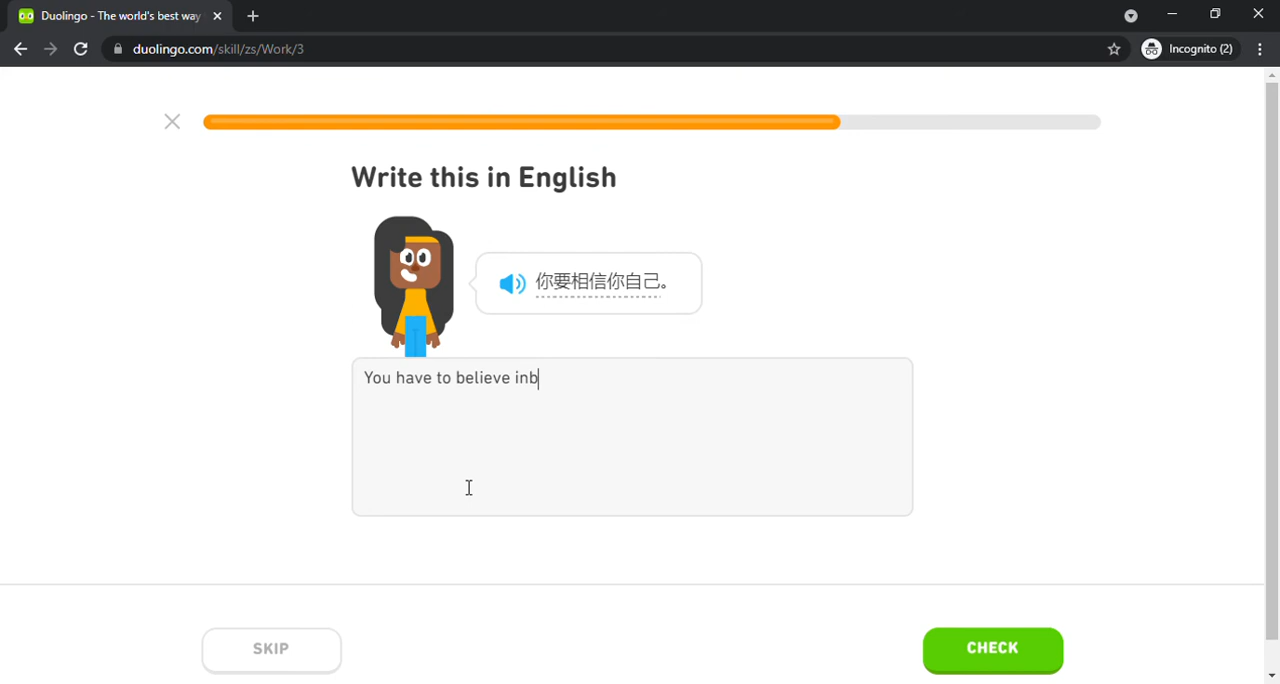 Duolingo - The world's best way
duolingo.com/skill/zs/Work/3
Incognito (2)
Write this in English
你要相信你自己。
You have to believe inb
SKIP
CHECK